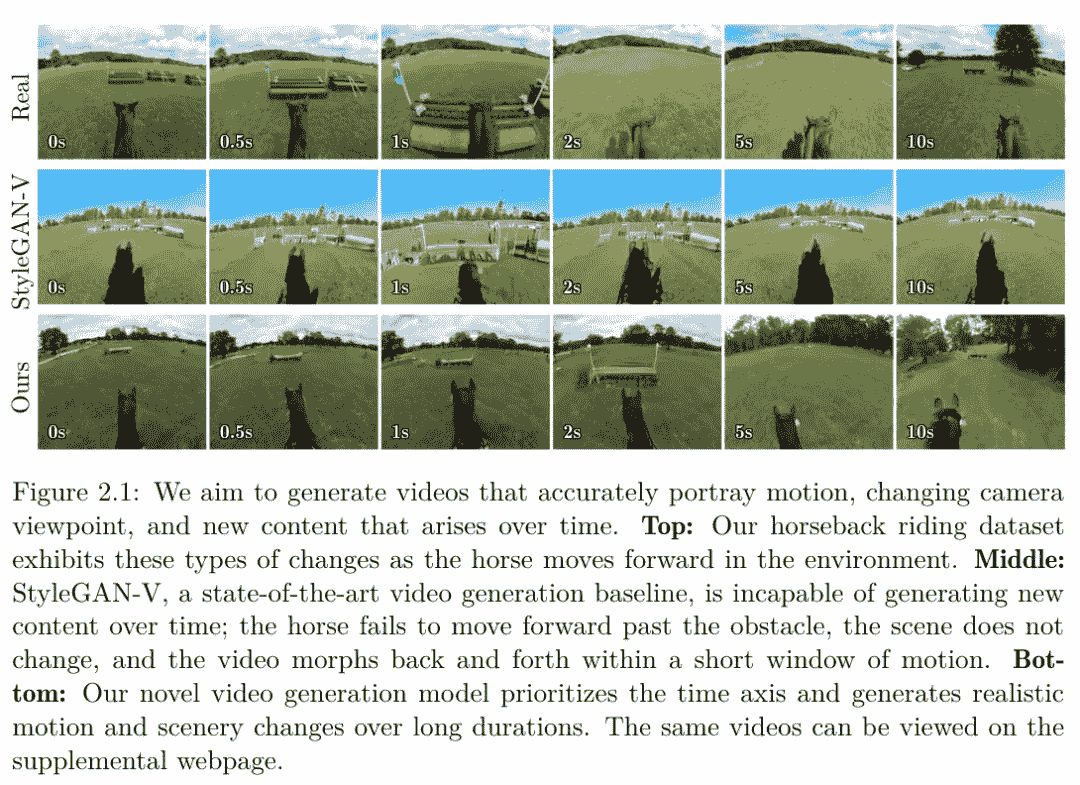 Real
0s
0.5s
1s
2s
5s
10s
StyleGAN-V
0s
0.5s
1s
2s
5s
10s
Ours
0s
0.5s
1s
2s
5s
10s
Figure 2.1: We aim to generate videos that accurately portray motion, changing camera
viewpoint, and new content that arises over time. Top: Our horseback riding dataset
exhibits these types of changes as the horse moves forward in the environment. Middle:
StyleGAN-V, a state-of-the-art video generation baseline, is incapable of generating new
content over time; the horse fails to move forward past the obstacle, the scene does not
change, and the video morphs back and forth within a short window of motion. Bot-
tom: Our novel video generation model prioritizes the time axis and generates realistic
motion and scenery changes over long durations. The same videos can be viewed on the
supplemental webpage.